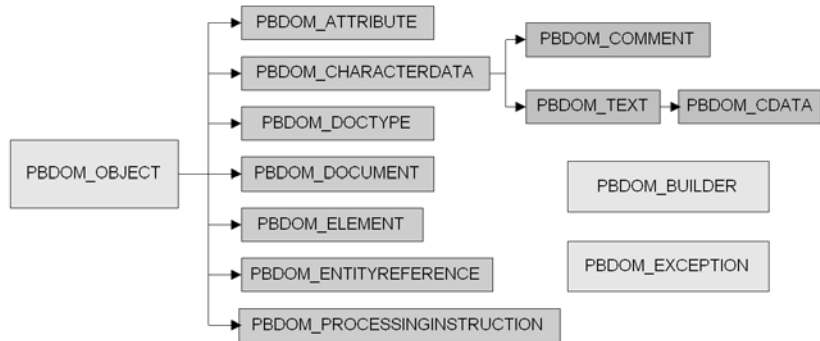 PBDOM_ATTRIBUTE
PBDOM_COMMENT
PBDOM_CHARACTERDATA
PBDOM_TEXT
PBDOM_CDATA
PBDOM_DOCTYPE
PBDOM_OBJECT
PBDOM_DOCUMENT
PBDOM_BUILDER
PBDOM_ELEMENT
PBDOM_EXCEPTION
PBDOM_ENTITYREFERENCE
PBDOM_PROCESSINGINSTRUCTION